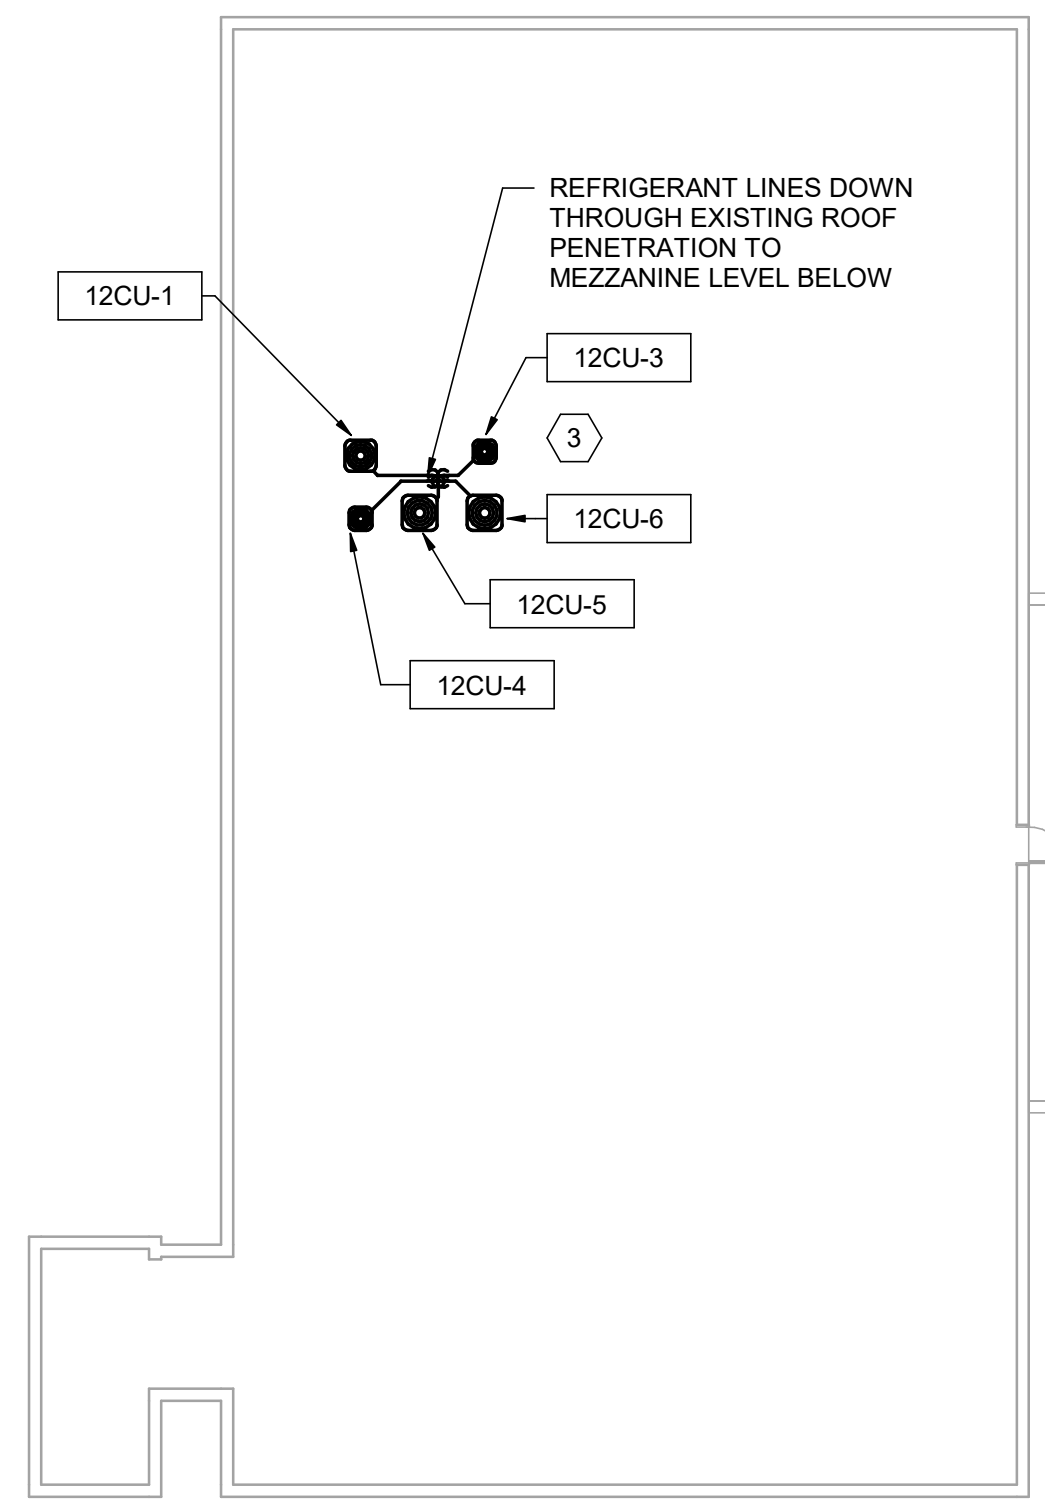 REFRIGERANT LINES DOWN
THROUGH EXISTING ROOF
PENETRATION TO
MEZZANINE LEVEL BELOW
12CU-1
12CU-3
3
12CU-6
12CU-5
12CU-4